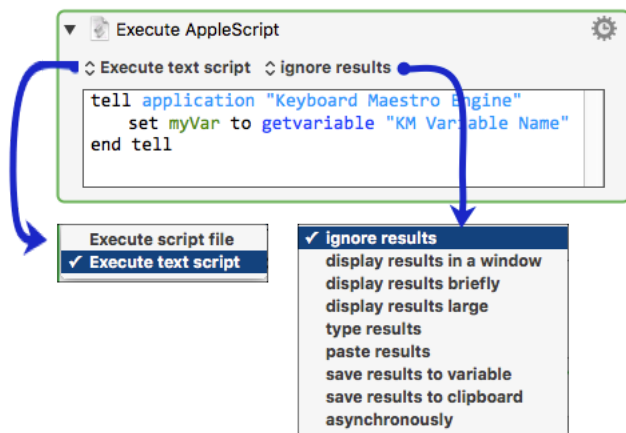 Execute AppleScript
Execute text script ignore results
tell application "Keyboard Maestro Engine"
set myVar to getvariable "KM Variable Name"
end tell
Execute script file
✓ Execute text script
✓ ignore results
display results in a window
display results briefly
display results large
type results
paste results
save results to variable
save results to clipboard
asynchronously